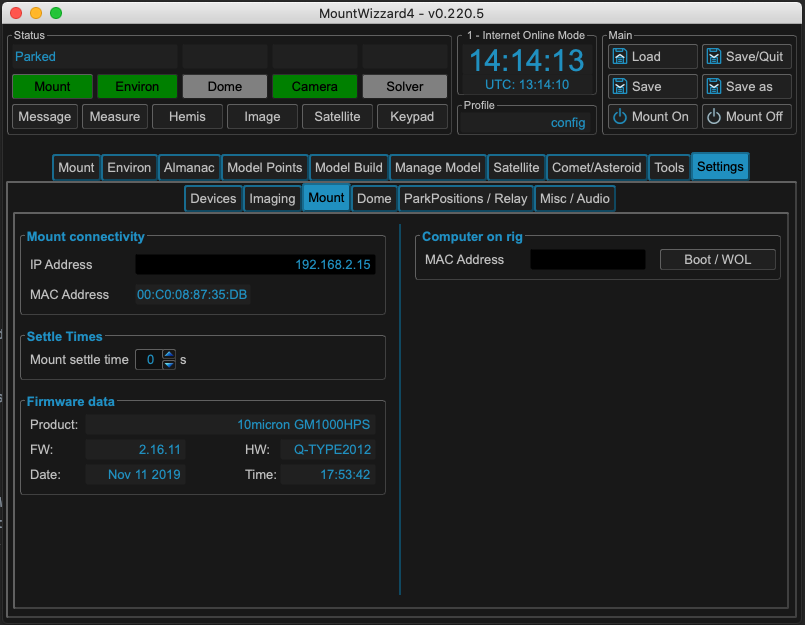 MountWizzard4 - v0.220.5
Status
Parked
Mount Environ Dome Camera Solver
Message Measure Hemis Image Satellite Keypad
1 - Internet Online Mode
14:14:13
UTC: 13:14:10
Profile
config
Main
Load Save/Quit
Save Save as
Mount On Mount Off
Mount Environ Almanac Model Points Model Build Manage Model Satellite Comet/Asteroid Tools Settings
Devices Imaging Mount Dome ParkPositions / Relay Misc / Audio
Mount connectivity
IP Address 192.168.2.15
MAC Address 00:C0:08:87:35:DB
Settle Times
Mount settle time 0 s
Firmware data
Product: 10micron GM1000HPS
FW: 2.16.11 HW: Q-TYPE2012
Date: Nov 11 2019 Time: 17:53:42
Computer on rig
MAC Address Boot / WOL